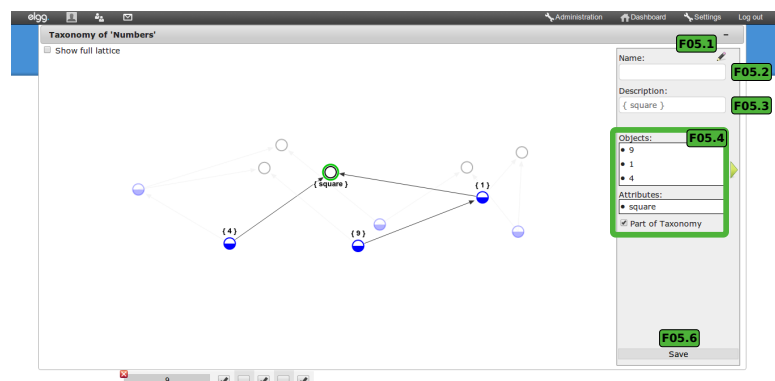 elgg.
Administration
Dashboard
Settings
Log out
Taxonomy of 'Numbers'
–
Show full lattice
F05.1
Name:
F05.2
Description:
{ square }
F05.3
Objects:
F05.4
• 9
• 1
• 4
Attributes:
• square
Part of Taxonomy
{ square }
{ 1 }
{ 4 }
{ 9 }
F05.6
Save
9